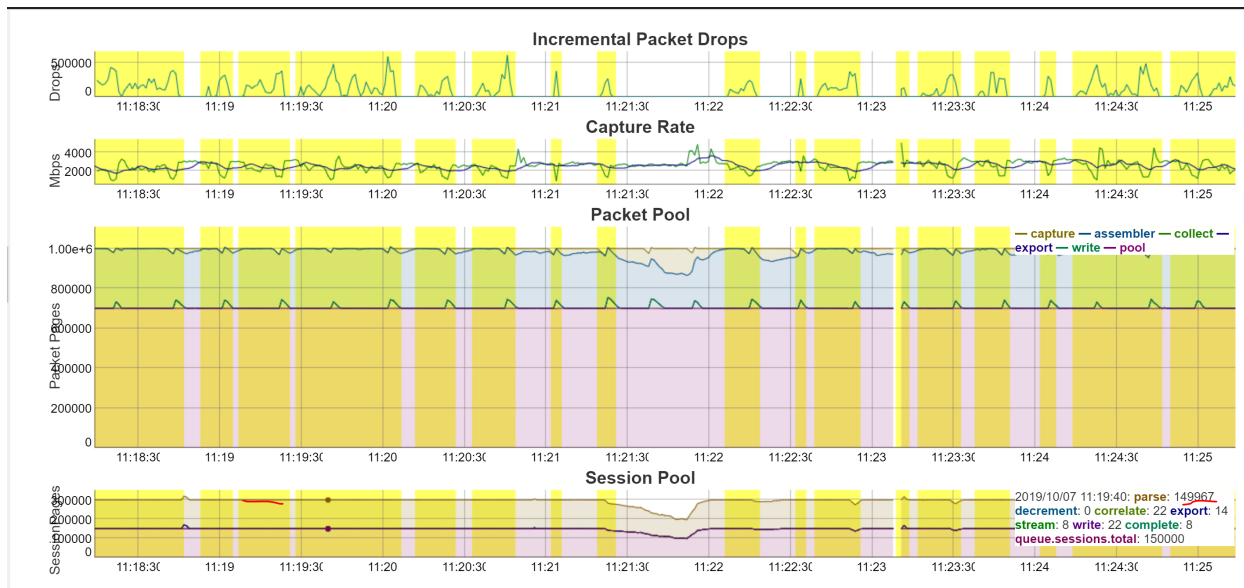 Incremental Packet Drops
Drops
500000
0
11:18:30 11:19 11:19:30 11:20 11:20:30 11:21 11:21:30 11:22 11:22:30 11:23 11:23:30 11:24 11:24:30 11:25
Capture Rate
Mbps
4000
2000
11:18:30 11:19 11:19:30 11:20 11:20:30 11:21 11:21:30 11:22 11:22:30 11:23 11:23:30 11:24 11:24:30 11:25
Packet Pool
Packet Pages
1.00e+6
800000
600000
400000
200000
0
— capture — assembler — collect —
export — write — pool
11:18:30 11:19 11:19:30 11:20 11:20:30 11:21 11:21:30 11:22 11:22:30 11:23 11:23:30 11:24 11:24:30 11:25
Session Pool
300000
200000
100000
0
2019/10/07 11:19:40: parse: 149967
decrement: 0 correlate: 22 export: 14
stream: 8 write: 22 complete: 8
queue.sessions.total: 150000
11:18:30 11:19 11:19:30 11:20 11:20:30 11:21 11:21:30 11:22 11:22:30 11:23 11:23:30 11:24 11:24:30 11:25